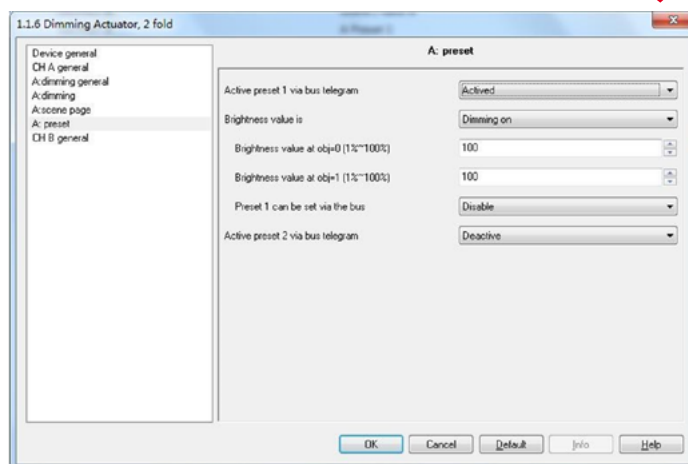 1.1.6 Dimming Actuator, 2 fold
Device general
CH A general
A:dimming general
A:dimming
A:scene page
A: preset
CH B general
A: preset
Active preset 1 via bus telegram Actived
Brightness value is Dimming on
Brightness value at obj=0 (1%~100%) 100
Brightness value at obj=1 (1%~100%) 100
Preset 1 can be set via the bus Disable
Active preset 2 via bus telegram Deactive
OK Cancel Default Info Help